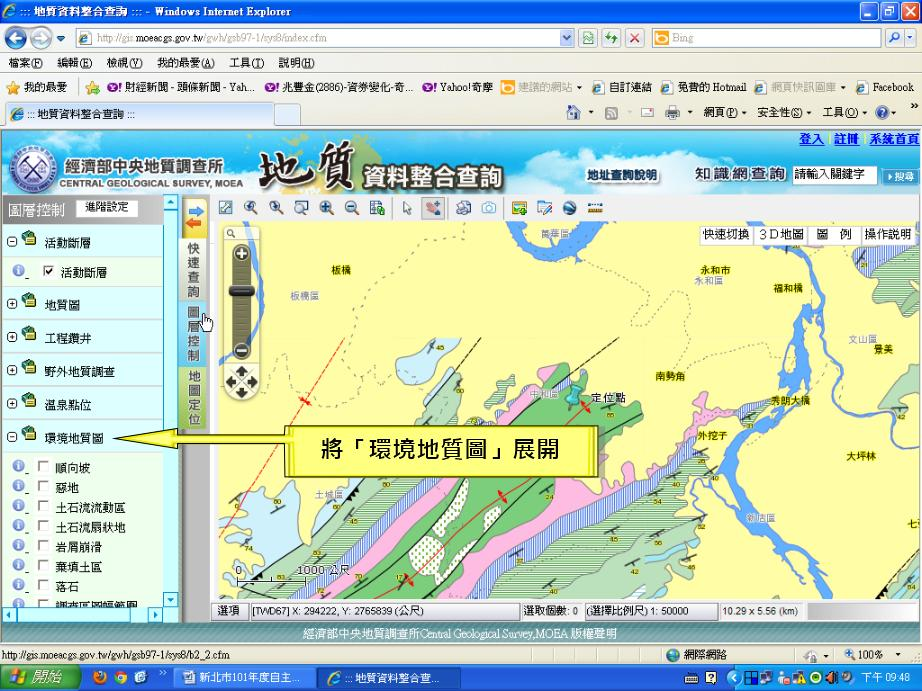 ::: 地質資料整合查詢 ::: - Windows Internet Explorer
http://gis.moeacgs.gov.tw/gwh/gsb97-1/sys8/index.cfm
Bing
檔案(F) 編輯(E) 檢視(V) 我的最愛(A) 工具(T) 說明(H)
我的最愛 財經新聞 - 頭條新聞 - Yah... 兆豐金(2886)-資券變化-奇... Yahoo!奇摩 建議的網站 自訂連結 免費的 Hotmail 網頁快訊圖庫 Facebook
::: 地質資料整合查詢 ::: 網頁(P) 安全性(S) 工具(O) »
登入 註冊 系統首頁
經濟部中央地質調查所
CENTRAL GEOLOGICAL SURVEY, MOEA
地質 資料整合查詢
地址查詢說明 知識網查詢 請輸入關鍵字 搜尋
圖層控制 進階設定
快速查詢
圖層控制
地圖定位
快速切換 3D地圖 圖 例 操作說明
活動斷層
活動斷層
地質圖
工程鑽井
野外地質調查
溫泉點位
環境地質圖
順向坡
惡地
土石流流動區
土石流扇狀地
岩屑崩滑
棄填土區
落石
將「環境地質圖」展開
萬華區
板橋
板橋區
永和市
永和區
福和橋
文山區
景美
南勢角
中和區
定位點
秀朗大橋
外挖子
大坪林
土城區
新店區
0 1000 公尺
選項 [TWD67] X: 294222, Y: 2765839 (公尺) 選取個數: 0 (選擇比例尺) 1: 50000 10.29 x 5.56 (km)
經濟部中央地質調查所Central Geological Survey,MOEA 版權聲明
http://gis.moeacgs.gov.tw/gwh/gsb97-1/sys8/b2_2.cfm 網際網路 100%
開始 新北市101年度自主... ::: 地質資料整合查... 下午 09:48